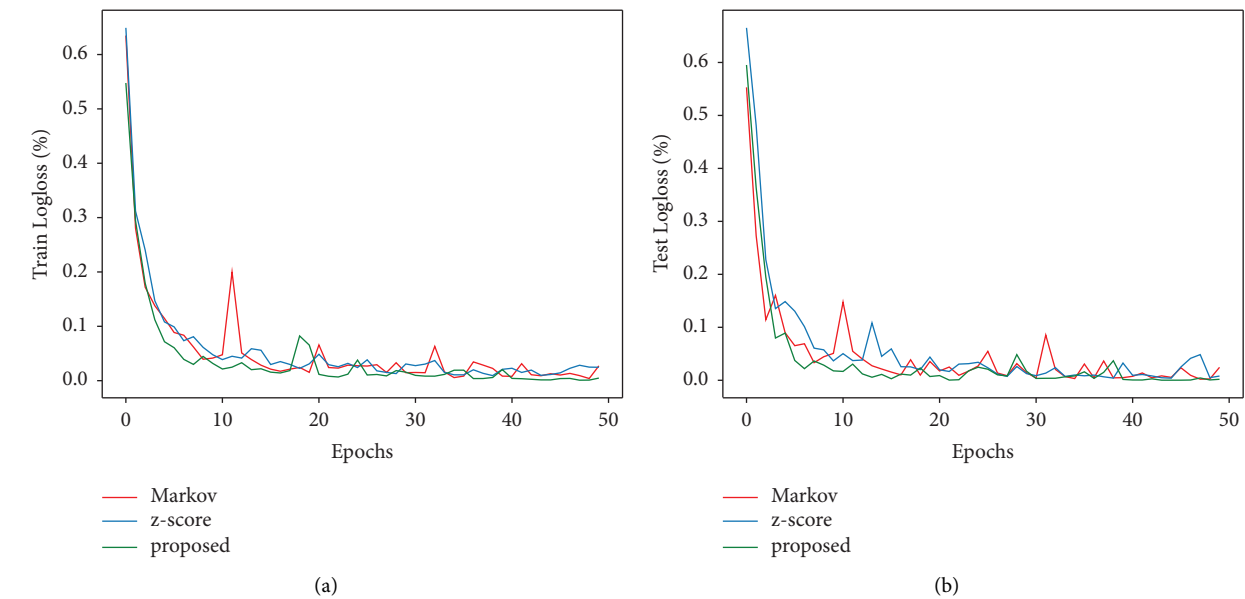 0.6
0.5
0.4
0.3
0.2
0.1
0.0
Train Logloss (%)
0 10 20 30 40 50
Epochs
Markov
z-score
proposed
(a)
0.6
0.5
0.4
0.3
0.2
0.1
0.0
Test Logloss (%)
0 10 20 30 40 50
Epochs
Markov
z-score
proposed
(b)